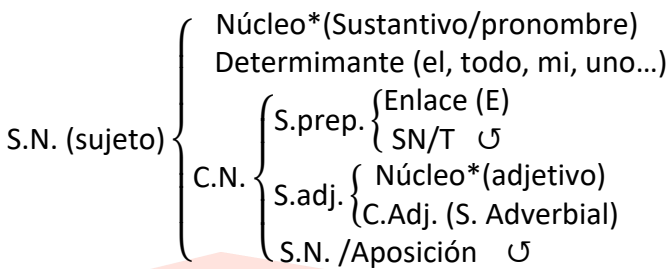 Núcleo*(Sustantivo/pronombre)
Determimante (el, todo, mi, uno...)
S.N. (sujeto)
C.N.
S.prep.
Enlace (E)
SN/T ↺
S.adj.
Núcleo*(adjetivo)
C.Adj. (S. Adverbial)
S.N. /Aposición ↺